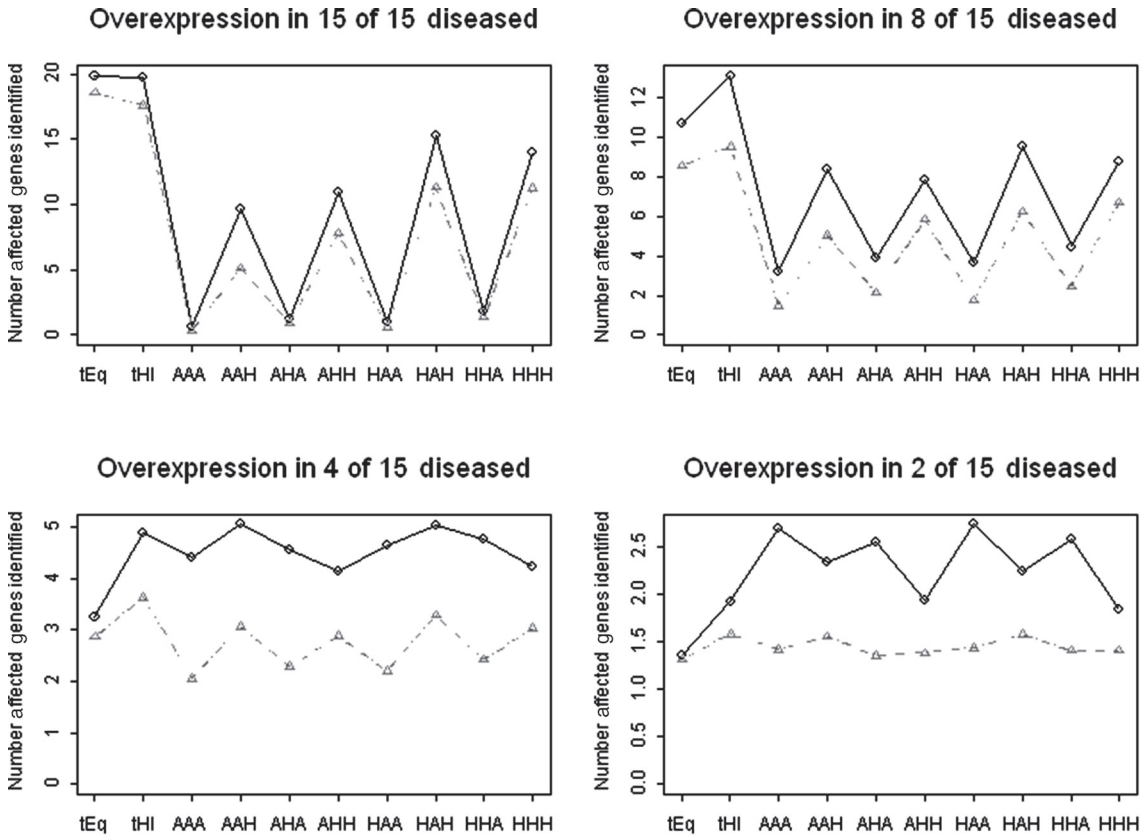 Overexpression in 15 of 15 diseased
Number affected genes identified
20
15
10
5
0
tEq tHI AAA AAH AHA AHH HAA HAH HHA HHH
Overexpression in 8 of 15 diseased
Number affected genes identified
12
10
8
6
4
2
0
tEq tHI AAA AAH AHA AHH HAA HAH HHA HHH
Overexpression in 4 of 15 diseased
Number affected genes identified
5
4
3
2
1
0
tEq tHI AAA AAH AHA AHH HAA HAH HHA HHH
Overexpression in 2 of 15 diseased
Number affected genes identified
2.5
2.0
1.5
1.0
0.5
0.0
tEq tHI AAA AAH AHA AHH HAA HAH HHA HHH